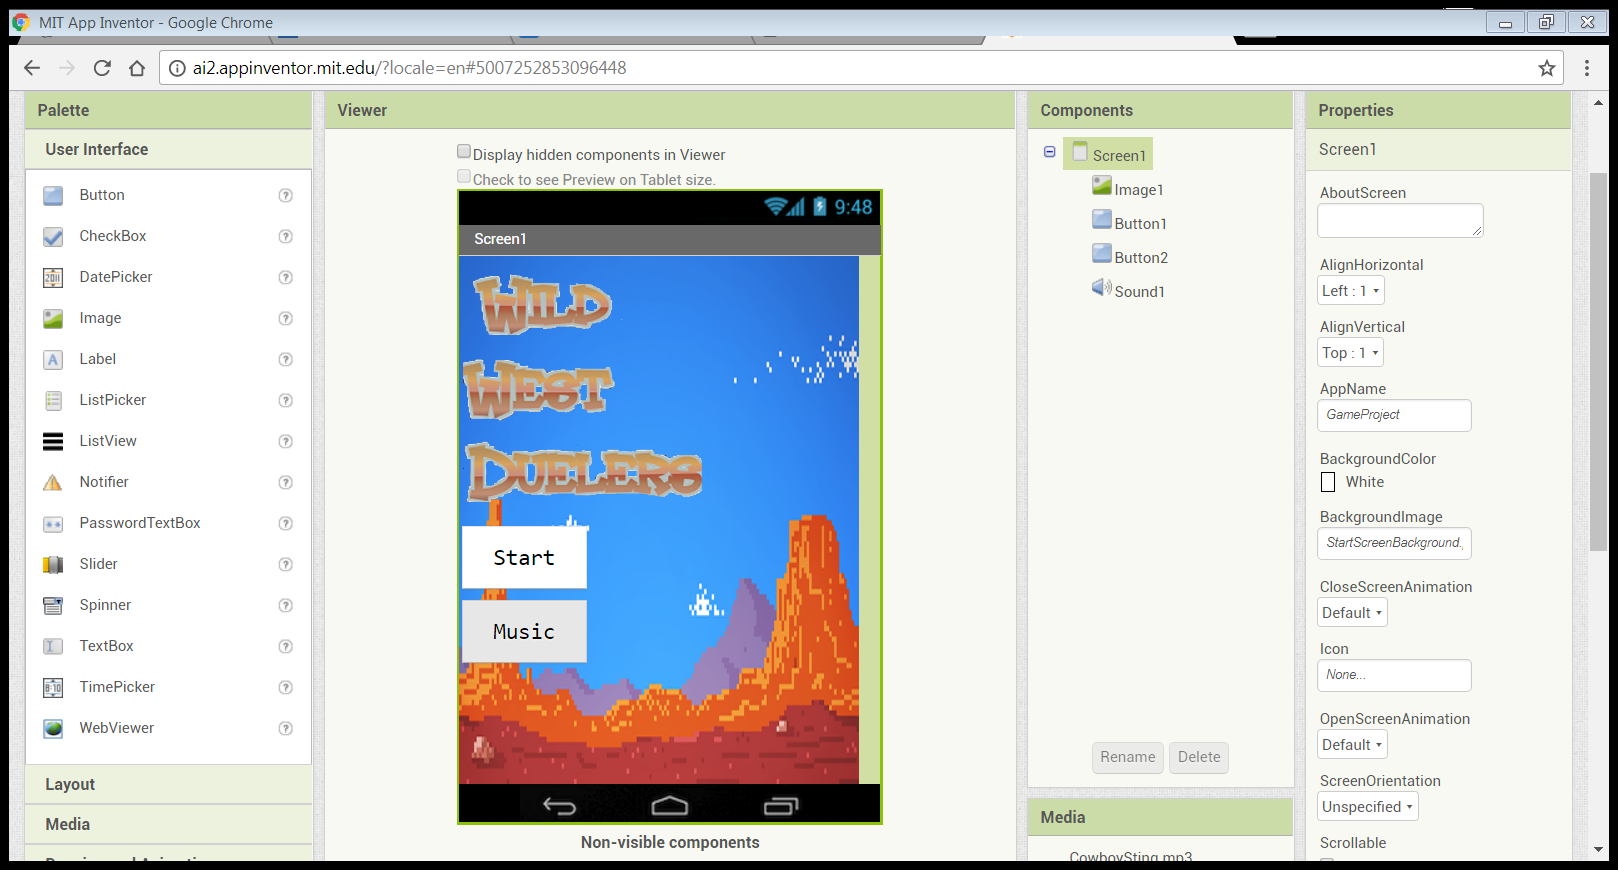 MIT App Inventor - Google Chrome
ai2.appinventor.mit.edu/?locale=en#5007252853096448
Palette
User Interface
Button ?
CheckBox ?
DatePicker ?
Image ?
Label ?
ListPicker ?
ListView ?
Notifier ?
PasswordTextBox ?
Slider ?
Spinner ?
TextBox ?
TimePicker ?
WebViewer ?
Layout
Media
Viewer
Display hidden components in Viewer
Check to see Preview on Tablet size.
9:48
Screen1
WILD
WEST
DUELERS
Start
Music
Non-visible components
Components
Screen1
Image1
Button1
Button2
Sound1
Rename Delete
Media
CowboySting.mp3
Properties
Screen1
AboutScreen
AlignHorizontal
Left : 1
AlignVertical
Top : 1
AppName
GameProject
BackgroundColor
White
BackgroundImage
StartScreenBackground.
CloseScreenAnimation
Default
Icon
None...
OpenScreenAnimation
Default
ScreenOrientation
Unspecified
Scrollable